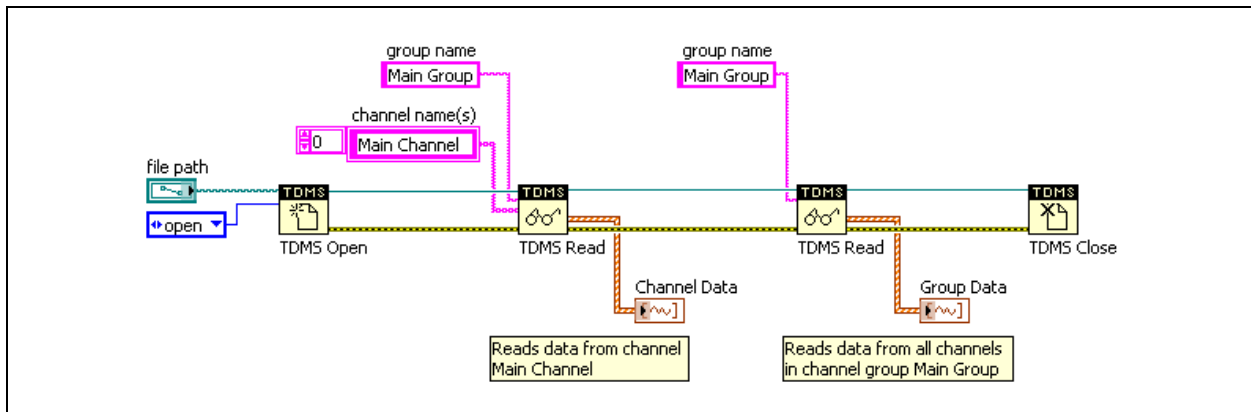 group name
Main Group
group name
Main Group
channel name(s)
0
Main Channel
file path
open
TDMS
TDMS
TDMS
TDMS
TDMS Open
TDMS Read
TDMS Read
TDMS Close
Channel Data
Group Data
Reads data from channel
Main Channel
Reads data from all channels
in channel group Main Group